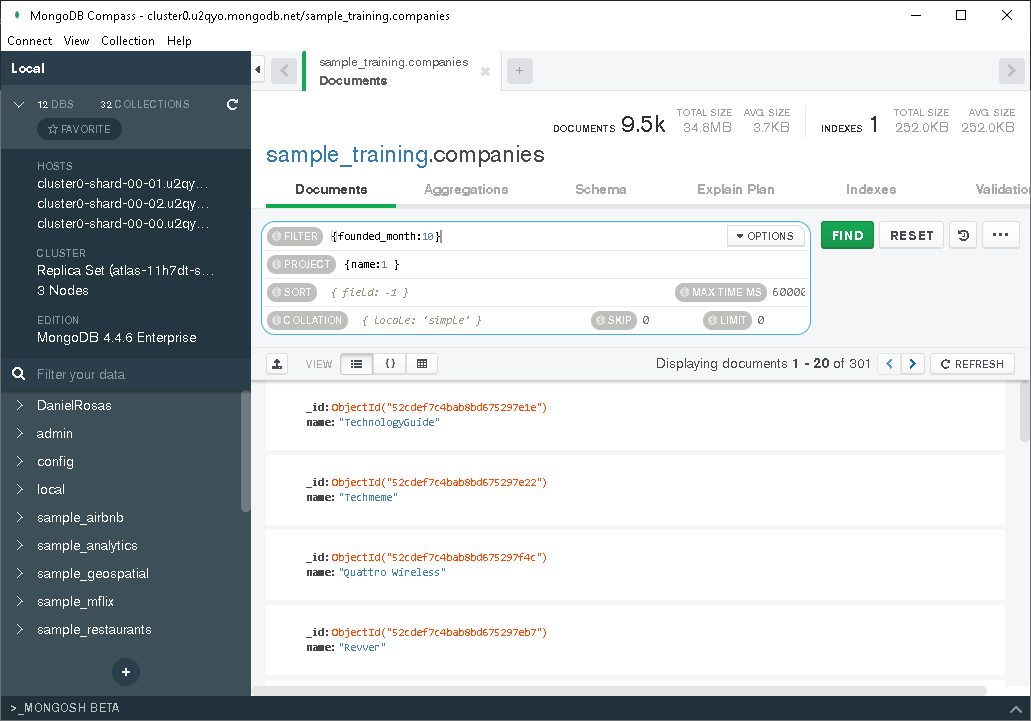 MongoDB Compass - cluster0.u2qyo.mongodb.net/sample_training.companies
Connect View Collection Help
Local
12 DBS 32 COLLECTIONS
FAVORITE
HOSTS
cluster0-shard-00-01.u2qy...
cluster0-shard-00-02.u2qy...
cluster0-shard-00-00.u2qy...
CLUSTER
Replica Set (atlas-11h7dt-s...
3 Nodes
EDITION
MongoDB 4.4.6 Enterprise
Filter your data
DanielRosas
admin
config
local
sample_airbnb
sample_analytics
sample_geospatial
sample_mflix
sample_restaurants
+
>_MONGOSH BETA
sample_training.companies
Documents
+
DOCUMENTS 9.5k TOTAL SIZE 34.8MB AVG. SIZE 3.7KB INDEXES 1 TOTAL SIZE 252.0KB AVG. SIZE 252.0KB
sample_training.companies
Documents Aggregations Schema Explain Plan Indexes Validatio
FILTER {founded_month:10} OPTIONS FIND RESET ...
PROJECT {name:1 }
SORT { field: -1 } MAX TIME MS 60000
COLLATION { locale: 'simple' } SKIP 0 LIMIT 0
VIEW {} Displaying documents 1 - 20 of 301 < > REFRESH
_id:ObjectId("52cdef7c4bab8bd675297e1e")
name: "TechnologyGuide"
_id:ObjectId("52cdef7c4bab8bd675297e22")
name: "Techmeme"
_id:ObjectId("52cdef7c4bab8bd675297f4c")
name: "Quattro Wireless"
_id:ObjectId("52cdef7c4bab8bd675297eb7")
name: "Revver"